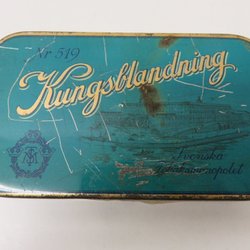 Nr 519
Kungsblandning
Svenska
Tobaksmonopolet